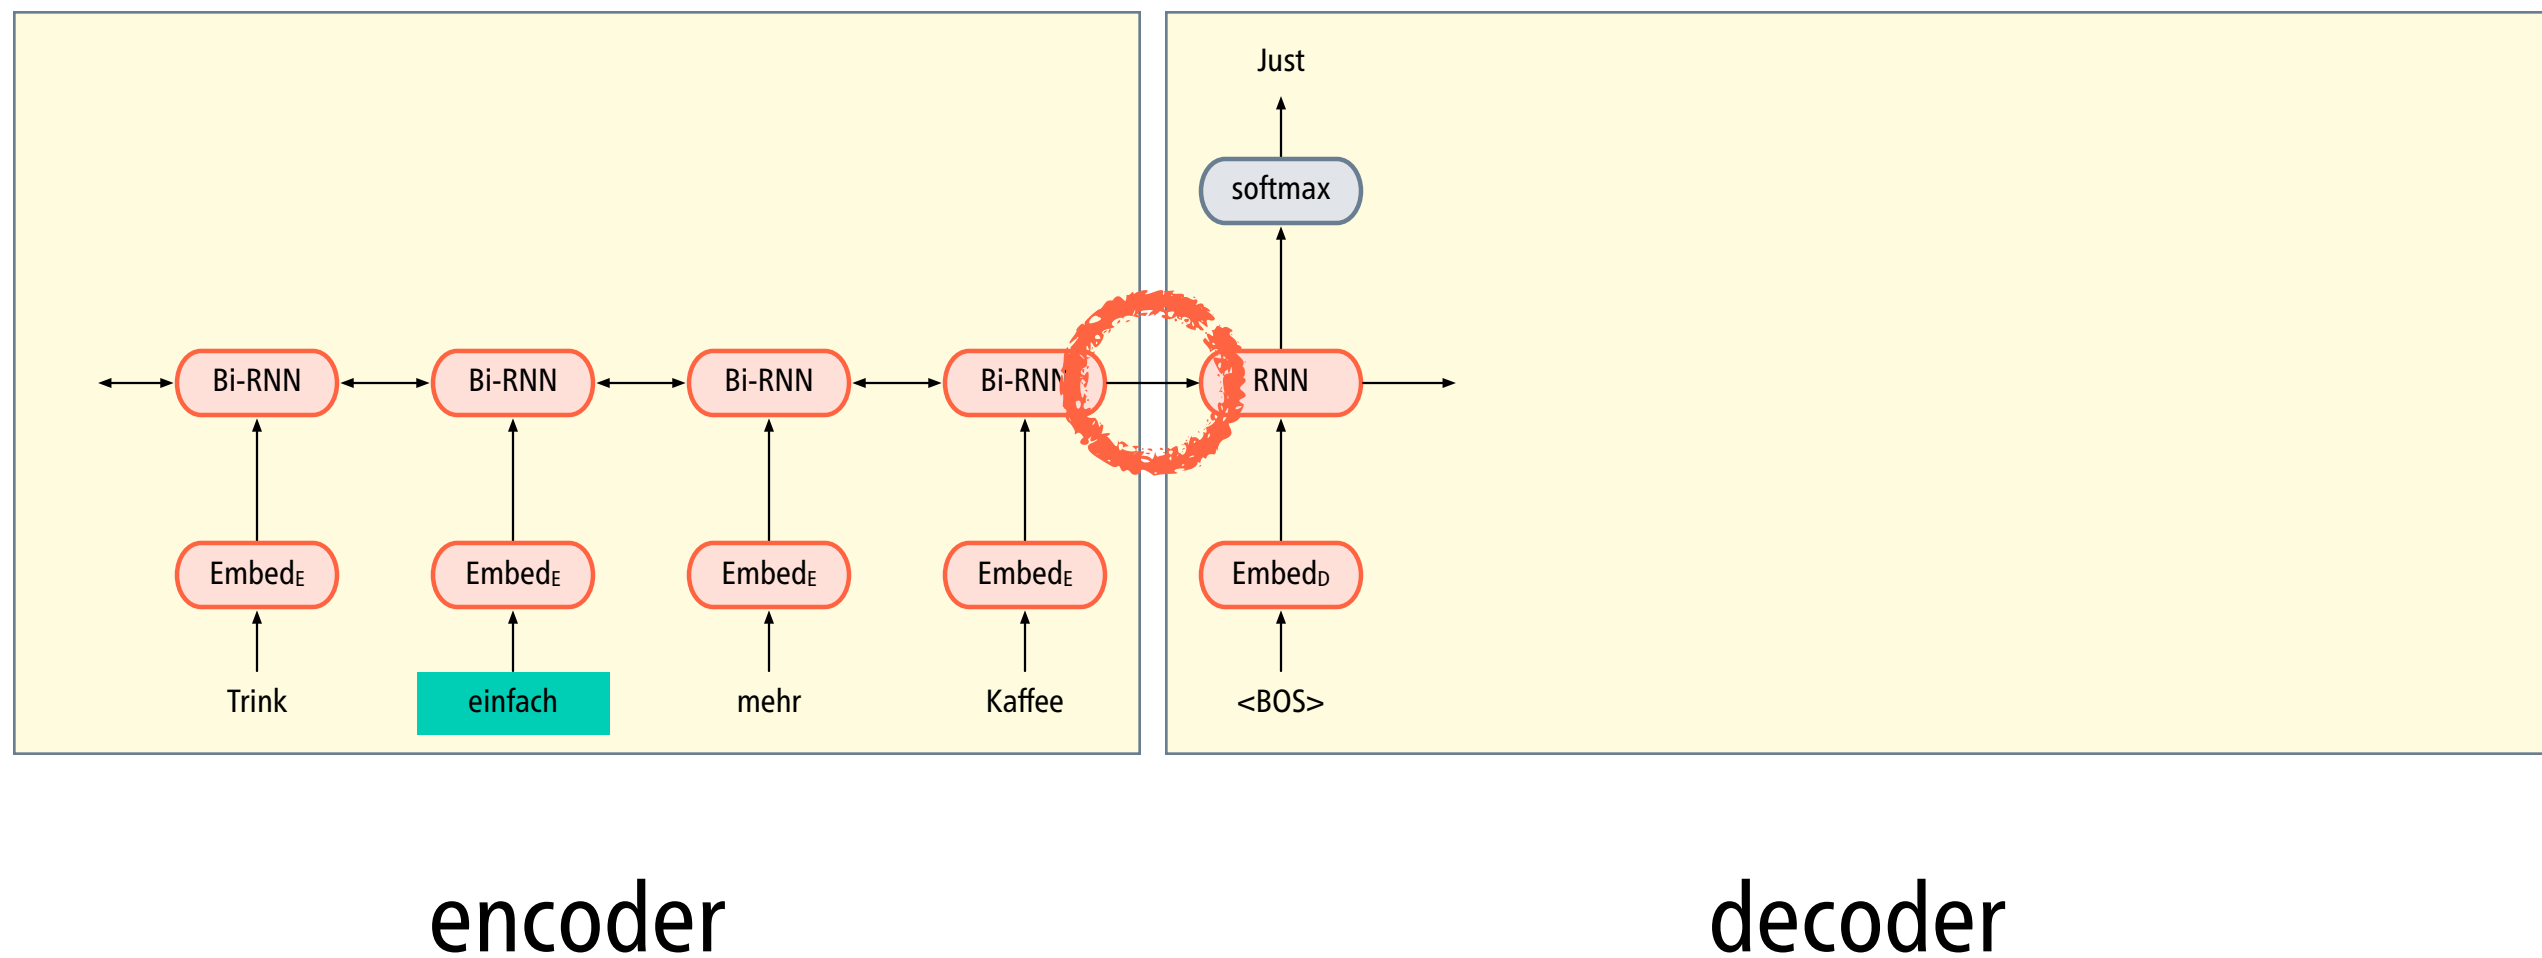 Just
softmax
Bi-RNN Bi-RNN Bi-RNN Bi-RNN RNN
EmbedE EmbedE EmbedE EmbedE EmbedD
Trink einfach mehr Kaffee <BOS>
encoder decoder